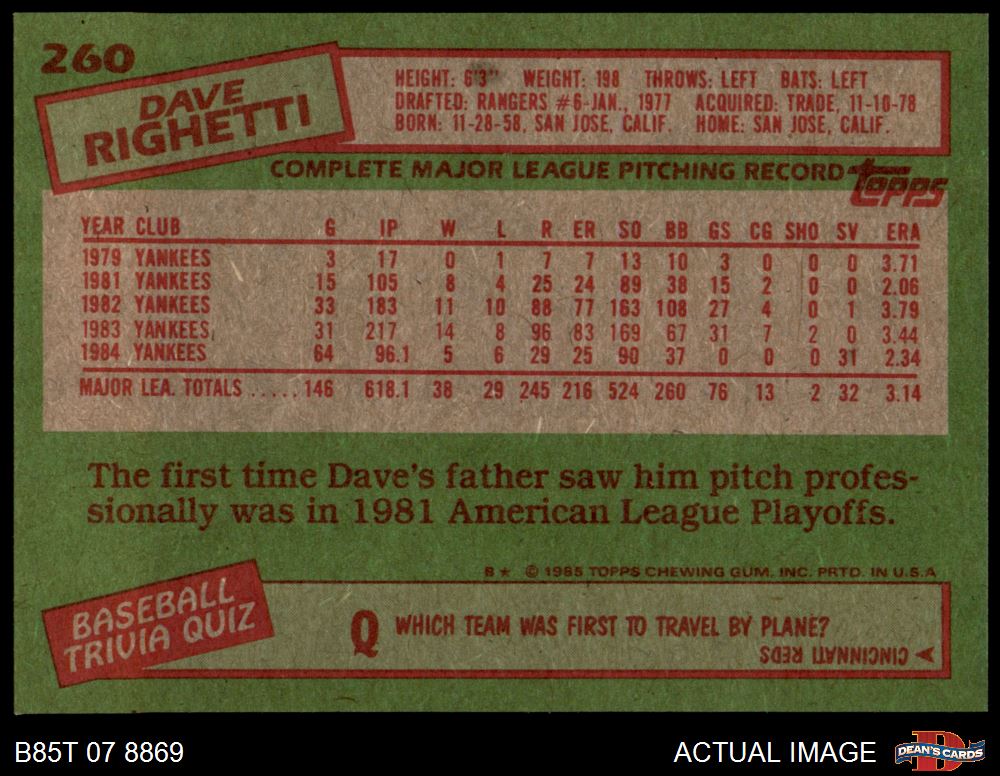 260
DAVE
RIGHETTI
HEIGHT: 6'3" WEIGHT: 198 THROWS: LEFT BATS: LEFT
DRAFTED: RANGERS #6-JAN., 1977 ACQUIRED: TRADE, 11-10-78
BORN: 11-28-58, SAN JOSE, CALIF. HOME: SAN JOSE, CALIF.
COMPLETE MAJOR LEAGUE PITCHING RECORD
topps
YEAR CLUB G IP W L R ER SO BB GS CG SHO SV ERA
1979 YANKEES 3 17 0 1 7 7 13 10 3 0 0 0 3.71
1981 YANKEES 15 105 8 4 25 24 89 38 15 2 0 0 2.06
1982 YANKEES 33 183 11 10 88 77 163 108 27 4 0 1 3.79
1983 YANKEES 31 217 14 8 96 83 169 67 31 7 2 0 3.44
1984 YANKEES 64 96.1 5 6 29 25 90 37 0 0 0 31 2.34
MAJOR LEA. TOTALS ..... 146 618.1 38 29 245 216 524 260 76 13 2 32 3.14
The first time Dave's father saw him pitch profes-
sionally was in 1981 American League Playoffs.
B★ © 1985 TOPPS CHEWING GUM, INC. PRTD. IN U.S.A
BASEBALL
TRIVIA QUIZ
Q WHICH TEAM WAS FIRST TO TRAVEL BY PLANE?
CINCINNATI REDS
B85T 07 8869
ACTUAL IMAGE
D
DEAN'S CARDS